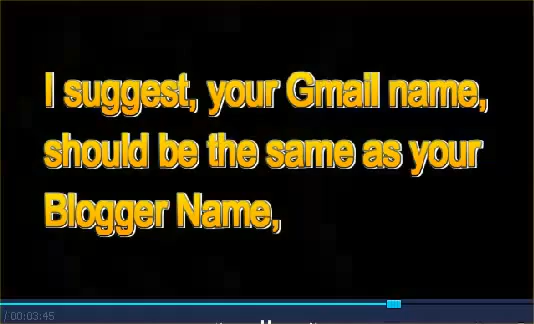 I suggest, your Gmail name,
should be the same as your
Blogger Name,
/ 00:03:45